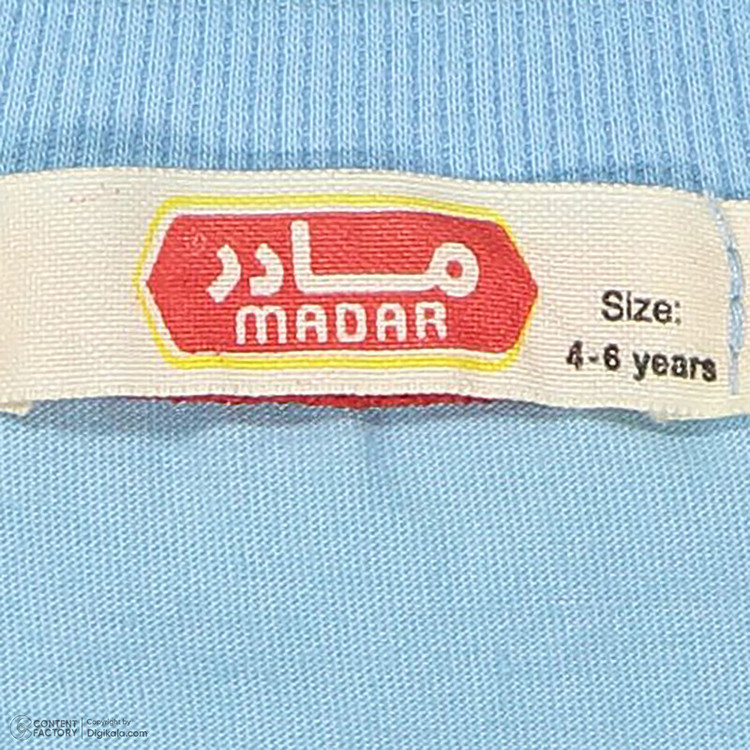 مادر
MADAR
Size:
4-6 years
CONTENT
FACTORY
Copyright by
Digikala.com